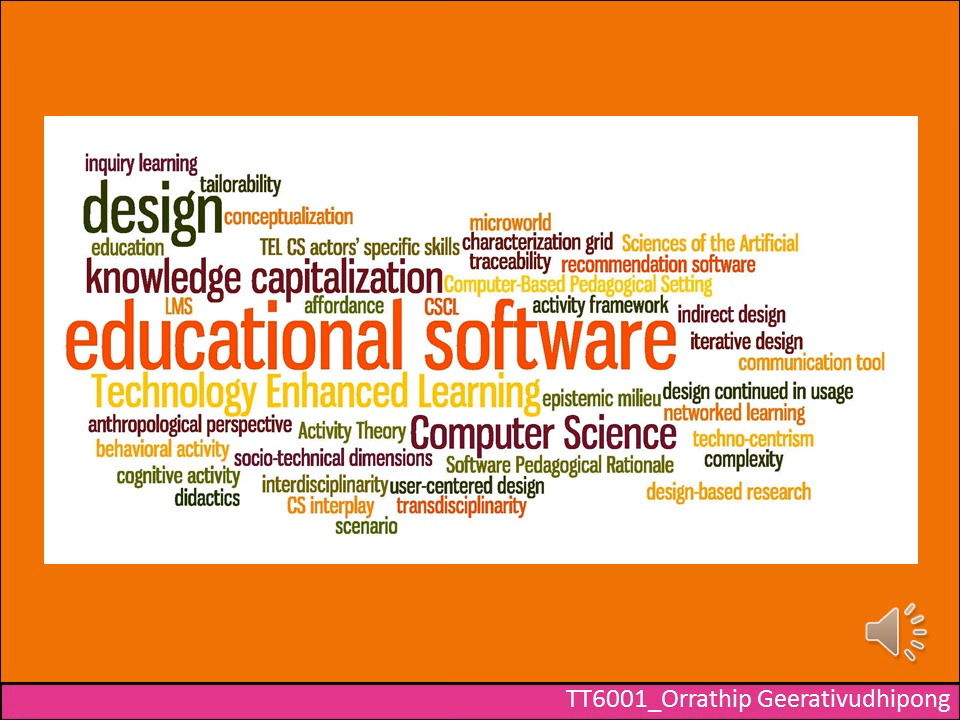 inquiry learning
tailorability
design
conceptualization
microworld
education
TEL CS actors' specific skills
characterization grid
Sciences of the Artificial
traceability
recommendation software
knowledge capitalization
Computer-Based Pedagogical Setting
LMS
affordance
CSCL
activity framework
indirect design
educational software
iterative design
communication tool
Technology Enhanced Learning
epistemic milieu
design continued in usage
networked learning
anthropological perspective
Activity Theory
Computer Science
techno-centrism
behavioral activity
socio-technical dimensions
Software Pedagogical Rationale
complexity
cognitive activity
interdisciplinarity
user-centered design
design-based research
didactics
CS interplay
transdisciplinarity
scenario
TT6001_Orrathip Geerativudhipong